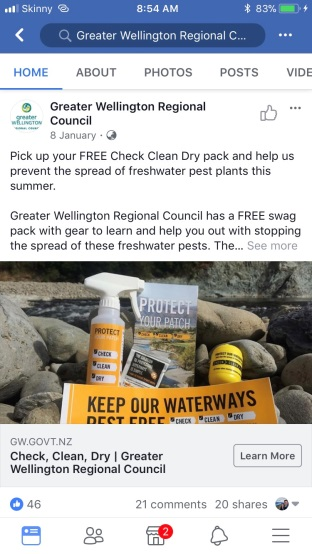 Skinny 8:54 AM 83%
Greater Wellington Regional C...
HOME ABOUT PHOTOS POSTS VIDE
greater
WELLINGTON
REGIONAL COUNCIL
Greater Wellington Regional
Council
8 January ·
Pick up your FREE Check Clean Dry pack and help us
prevent the spread of freshwater pest plants this
summer.
Greater Wellington Regional Council has a FREE swag
pack with gear to learn and help you out with stopping
the spread of these freshwater pests. The... See more
PROTECT
YOUR PATCH
CHECK
CLEAN
DRY
PROTECT
YOUR PATCH
KEEP OUR WATERWAYS
PEST FREE CHECK CLEAN DRY
GW.GOVT.NZ
Check, Clean, Dry | Greater
Wellington Regional Council
Learn More
46 21 comments 20 shares
2